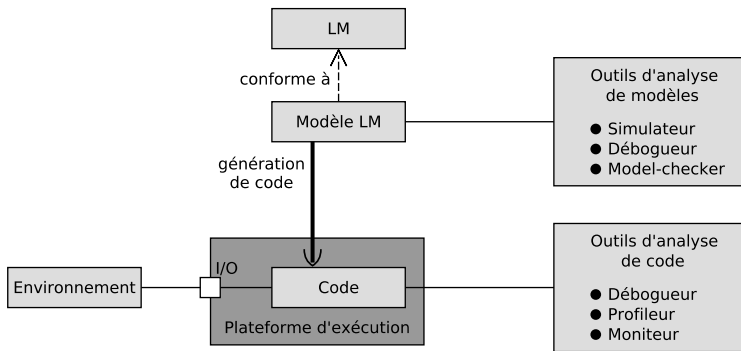 LM
conforme à
Modèle LM
Outils d'analyse
de modèles
● Simulateur
● Débogueur
● Model-checker
génération
de code
I/O
Environnement
Code
Plateforme d'exécution
Outils d'analyse
de code
● Débogueur
● Profileur
● Moniteur